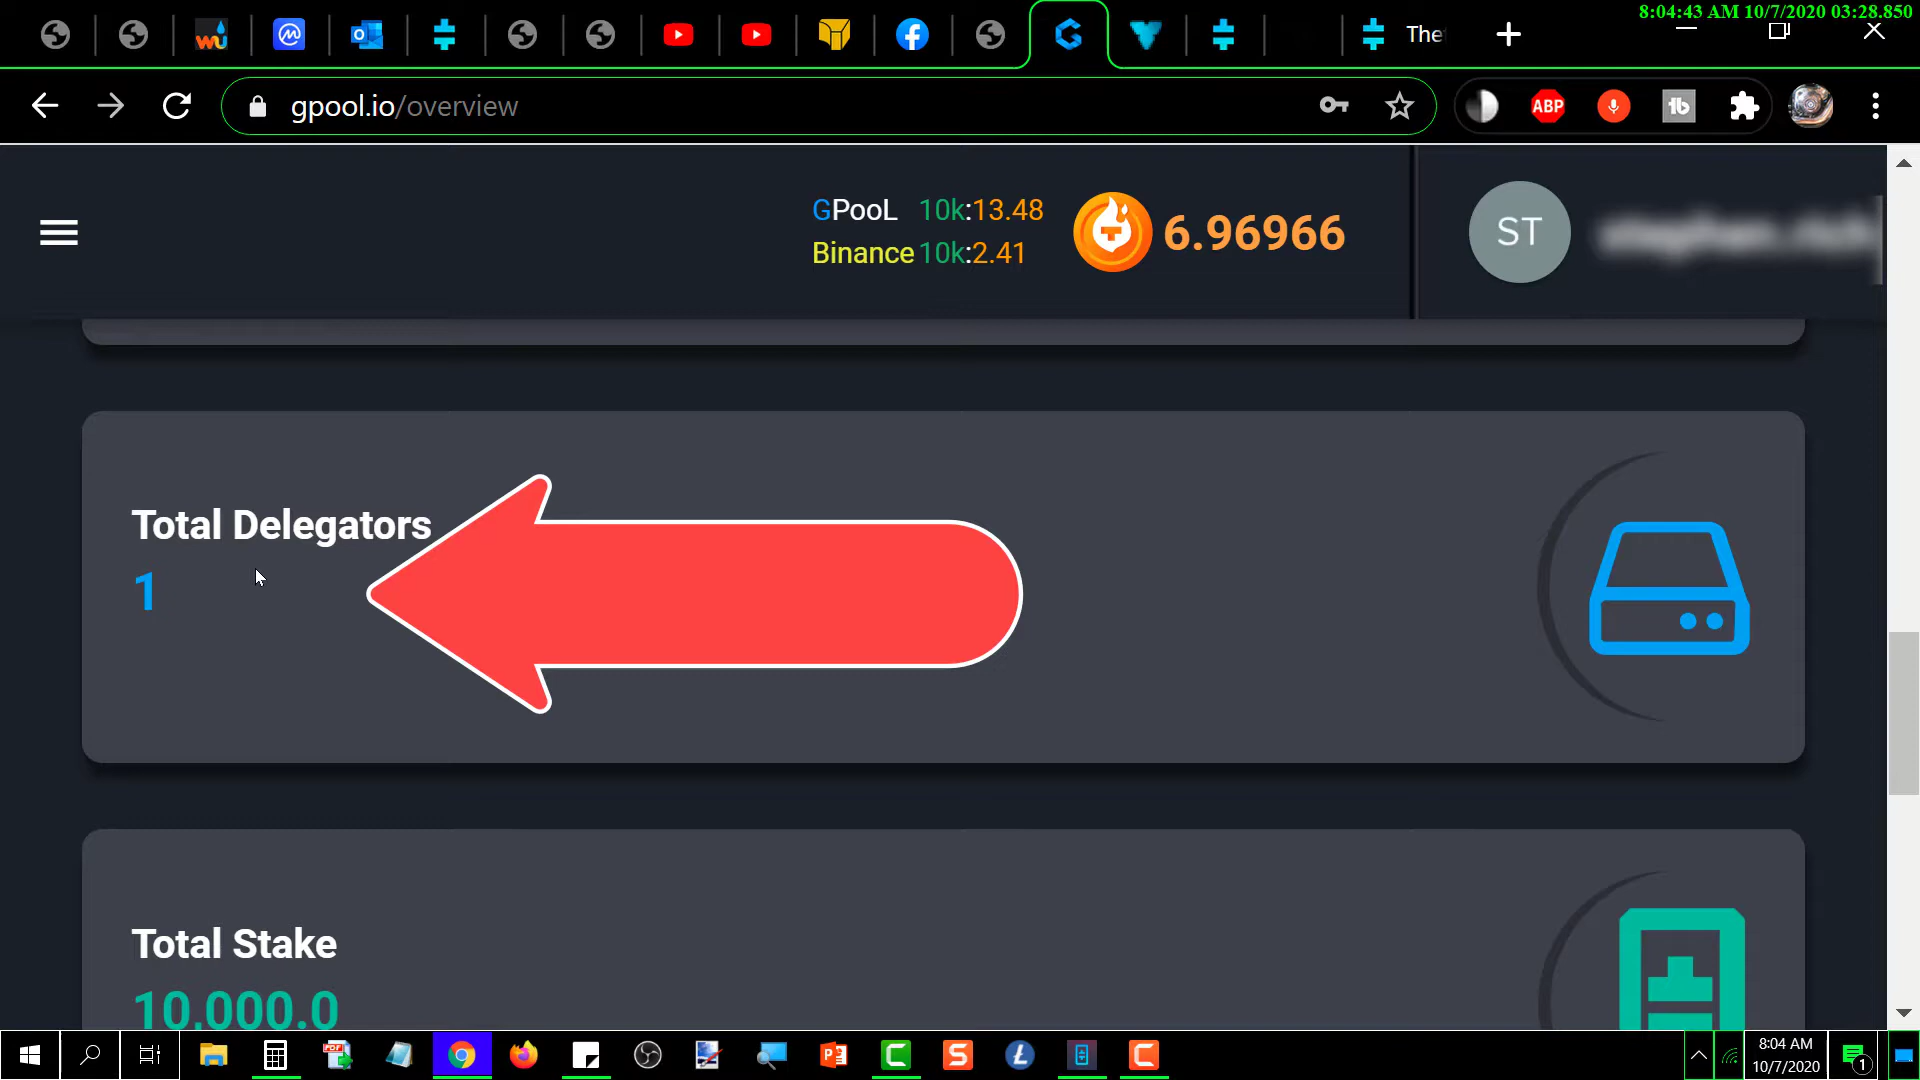 8:04:43 AM 10/7/2020 03:28.850
The
gpool.io/overview
ABP
GPooL 10k:13.48
Binance 10k:2.41
6.96966
ST
Total Delegators
1
Total Stake
10,000.0
8:04 AM
10/7/2020
1